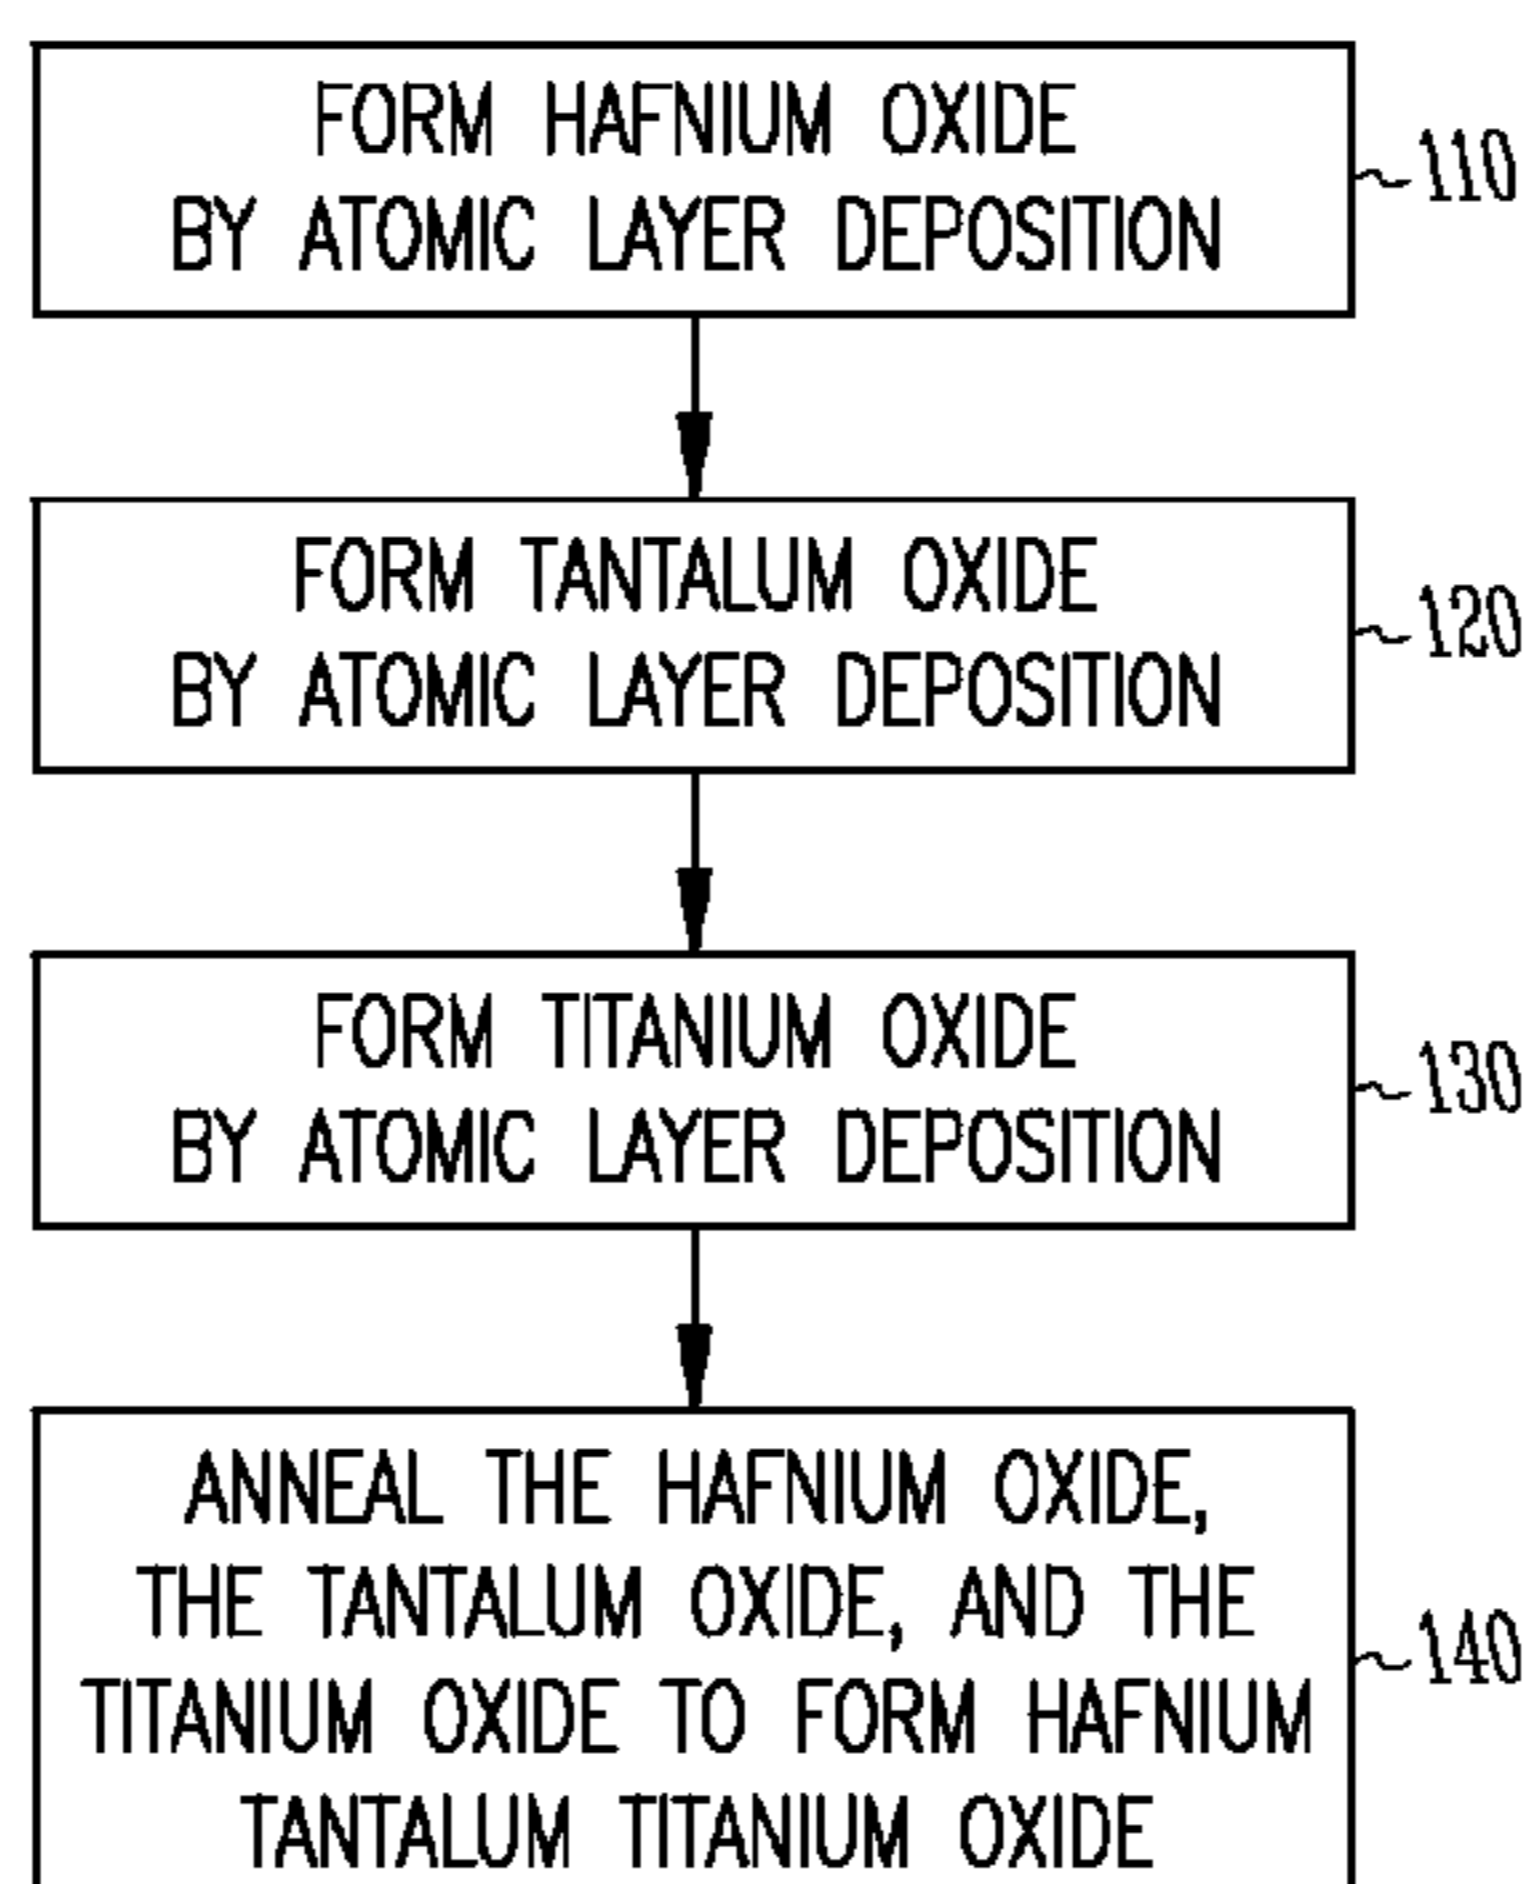 FORM HAFNIUM OXIDE
BY ATOMIC LAYER DEPOSITION
110
FORM TANTALUM OXIDE
BY ATOMIC LAYER DEPOSITION
120
FORM TITANIUM OXIDE
BY ATOMIC LAYER DEPOSITION
130
ANNEAL THE HAFNIUM OXIDE,
THE TANTALUM OXIDE, AND THE
TITANIUM OXIDE TO FORM HAFNIUM
TANTALUM TITANIUM OXIDE
140